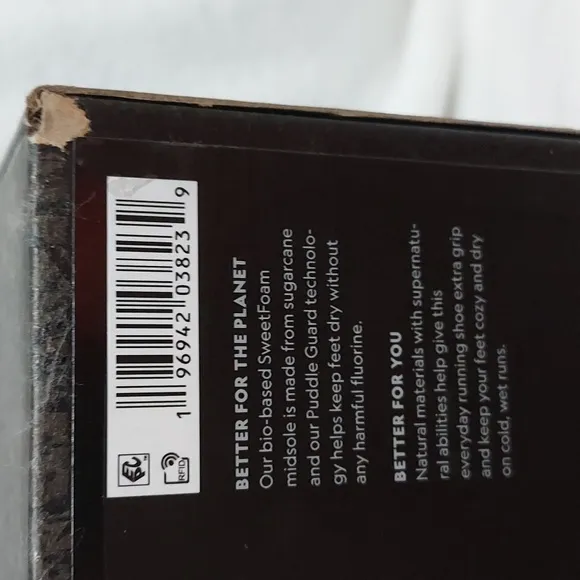 1 96942 03823 9
EPC™
RFID
BETTER FOR THE PLANET
Our bio-based SweetFoam
midsole is made from sugarcane
and our Puddle Guard technolo-
gy helps keep feet dry without
any harmful fluorine.
BETTER FOR YOU
Natural materials with supernatu-
ral abilities help give this
everyday running shoe extra grip
and keep your feet cozy and dry
on cold, wet runs.